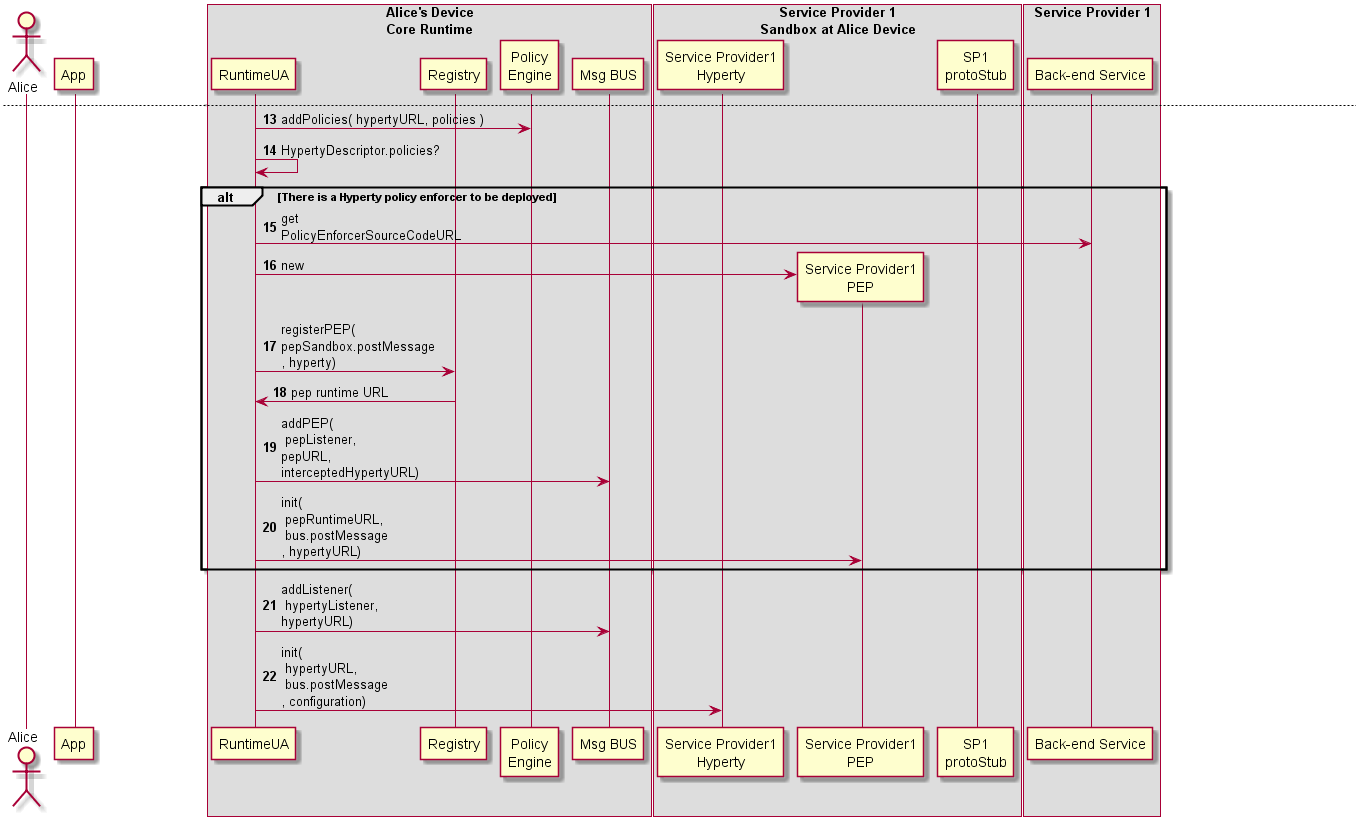 Alice's Device
Core Runtime
Service Provider 1
Sandbox at Alice Device
Service Provider 1
Alice
App
RuntimeUA
Registry
Policy
Engine
Msg BUS
Service Provider1
Hyperty
SP1
protoStub
Back-end Service
13 addPolicies( hypertyURL, policies )
14 HypertyDescriptor.policies?
alt [There is a Hyperty policy enforcer to be deployed]
15 get
PolicyEnforcerSourceCodeURL
16 new
Service Provider1
PEP
17 registerPEP(
pepSandbox.postMessage
, hyperty)
18 pep runtime URL
19 addPEP(
pepListener,
pepURL,
interceptedHypertyURL)
20 init(
pepRuntimeURL,
bus.postMessage
, hypertyURL)
21 addListener(
hypertyListener,
hypertyURL)
22 init(
hypertyURL,
bus.postMessage
, configuration)
Alice
App
RuntimeUA
Registry
Policy
Engine
Msg BUS
Service Provider1
Hyperty
Service Provider1
PEP
SP1
protoStub
Back-end Service